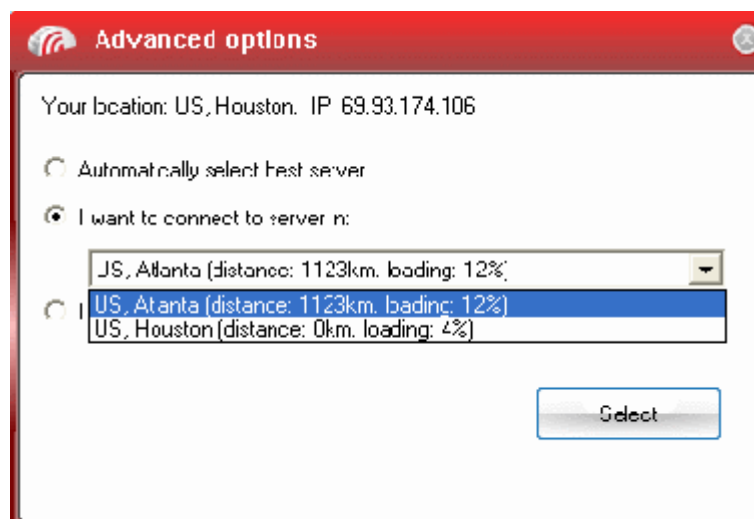 Advanced options
Your location: US, Houston. IP 69.93.174.106
Automatically select best server
I want to connect to server in:
US, Atlanta (distance: 1123km. loading: 12%)
US, Atlanta (distance: 1123km. loading: 12%)
I
US, Houston (distance: 0km. loading: 4%)
Select